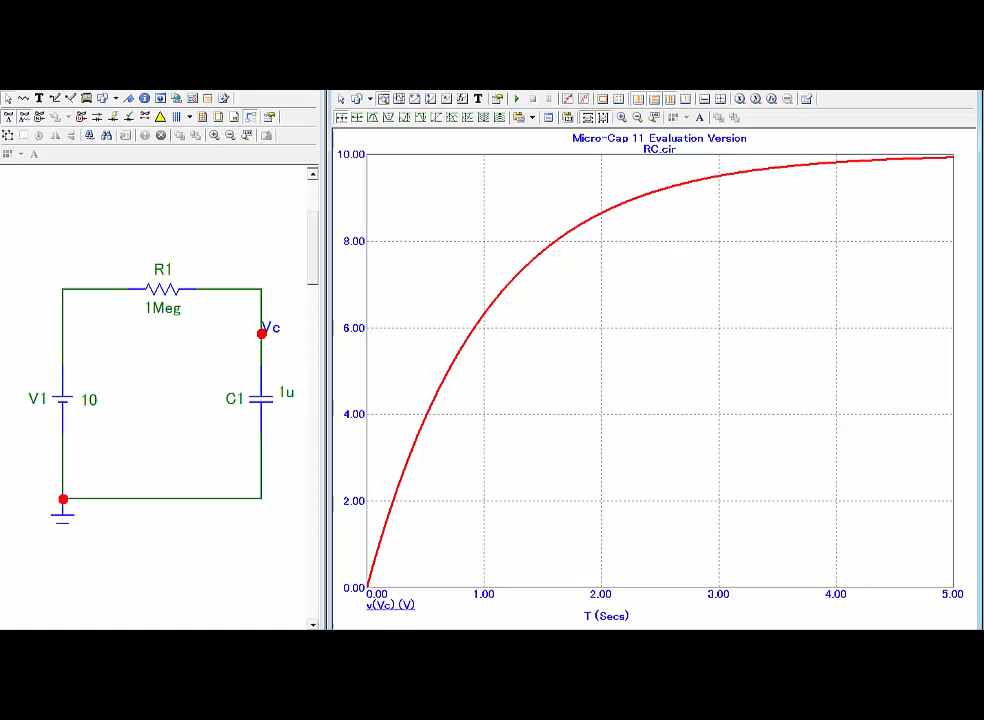 R1
1Meg
Vc
V1
10
C1
1u
Micro-Cap 11 Evaluation Version
RC.cir
10.00
8.00
6.00
4.00
2.00
0.00
0.00
1.00
2.00
3.00
4.00
5.00
v(Vc) (V)
T (Secs)